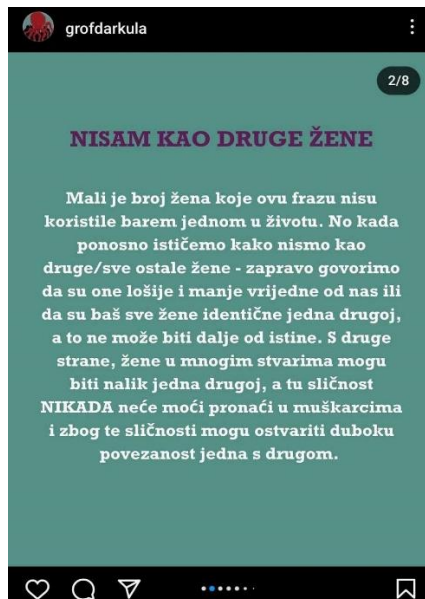 grofdarkula
2/8
NISAM KAO DRUGE ŽENE
Mali je broj žena koje ovu frazu nisu
koristile barem jednom u životu. No kada
ponosno ističemo kako nismo kao
druge/sve ostale žene - zapravo govorimo
da su one lošije i manje vrijedne od nas ili
da su baš sve žene identične jedna drugoj,
a to ne može biti dalje od istine. S druge
strane, žene u mnogim stvarima mogu
biti nalik jedna drugoj, a tu sličnost
NIKADA neće moći pronaći u muškarcima
i zbog te sličnosti mogu ostvariti duboku
povezanost jedna s drugom.